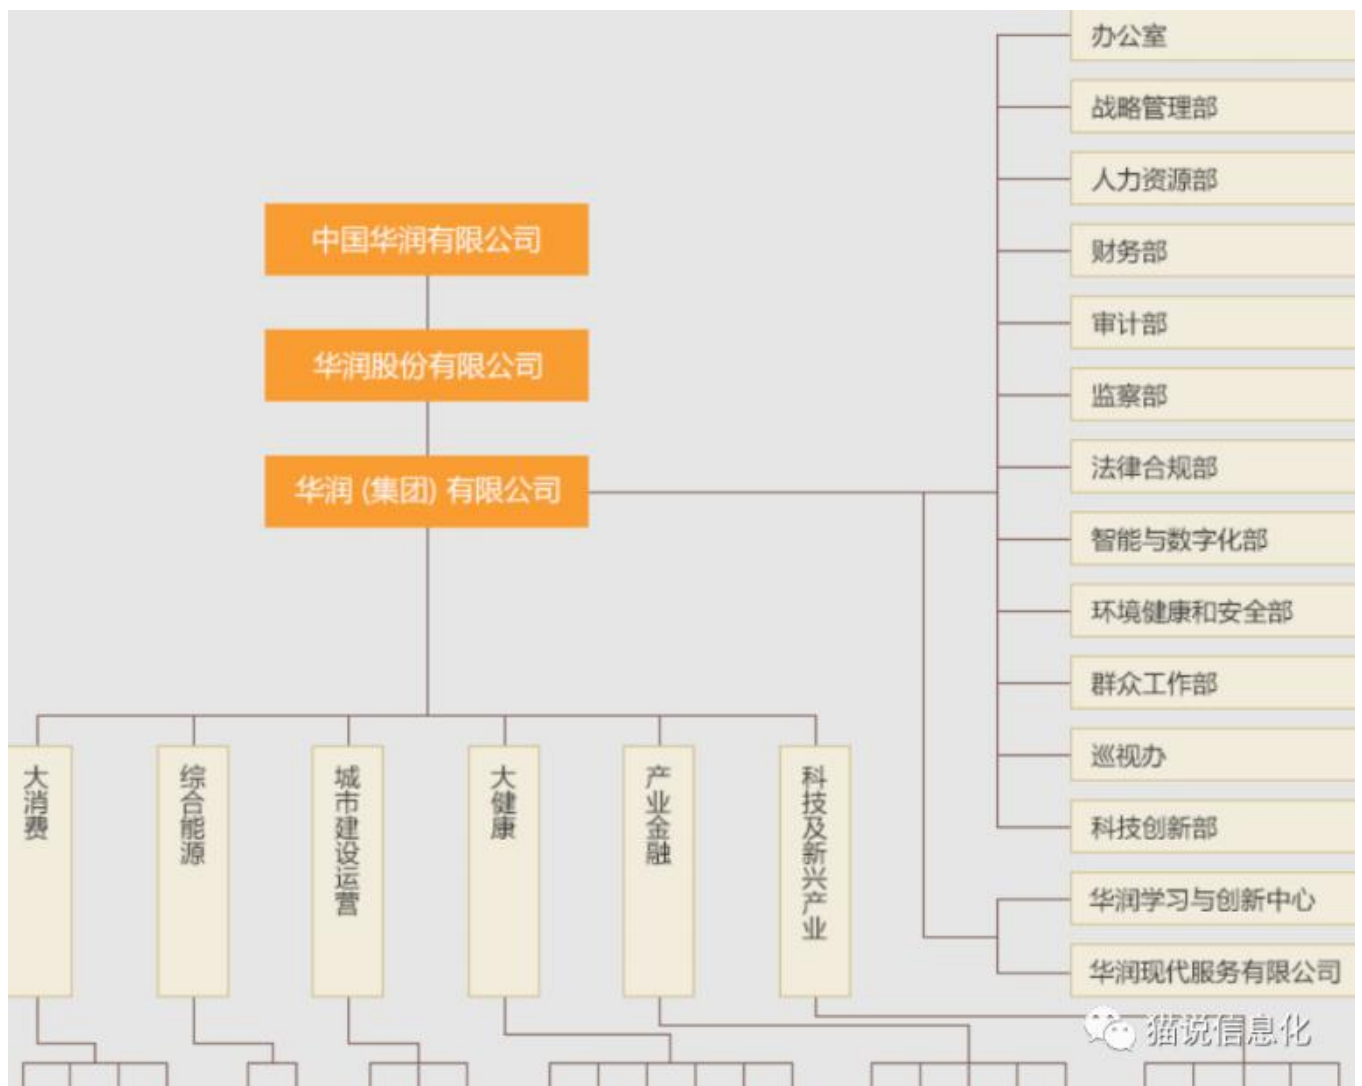 办公室
战略管理部
人力资源部
中国华润有限公司
财务部
审计部
华润股份有限公司
监察部
法律合规部
华润(集团)有限公司
智能与数字化部
环境健康和安全部
群众工作部
巡视办
科技创新部
大消费
综合能源
城市建设运营
大健康
产业金融
科技及新兴产业
华润学习与创新中心
华润现代服务有限公司
猫说信息化